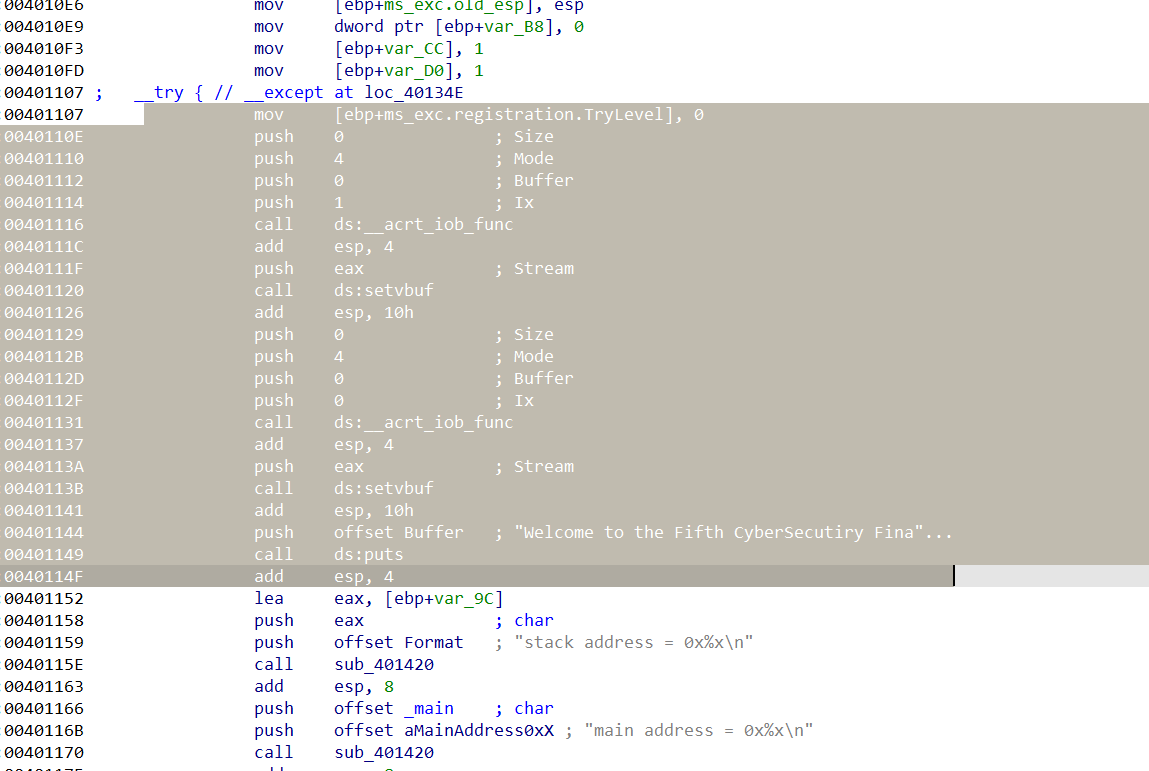 004010E6 mov [ebp+ms_exc.old_esp], esp
004010E9 mov dword ptr [ebp+var_B8], 0
004010F3 mov [ebp+var_CC], 1
004010FD mov [ebp+var_D0], 1
00401107 ; __try { // __except at loc_40134E
00401107 mov [ebp+ms_exc.registration.TryLevel], 0
0040110E push 0 ; Size
00401110 push 4 ; Mode
00401112 push 0 ; Buffer
00401114 push 1 ; Ix
00401116 call ds:__acrt_iob_func
0040111C add esp, 4
0040111F push eax ; Stream
00401120 call ds:setvbuf
00401126 add esp, 10h
00401129 push 0 ; Size
0040112B push 4 ; Mode
0040112D push 0 ; Buffer
0040112F push 0 ; Ix
00401131 call ds:__acrt_iob_func
00401137 add esp, 4
0040113A push eax ; Stream
0040113B call ds:setvbuf
00401141 add esp, 10h
00401144 push offset Buffer ; "Welcome to the Fifth CyberSecutiry Fina"...
00401149 call ds:puts
0040114F add esp, 4
00401152 lea eax, [ebp+var_9C]
00401158 push eax ; char
00401159 push offset Format ; "stack address = 0x%x\n"
0040115E call sub_401420
00401163 add esp, 8
00401166 push offset _main ; char
0040116B push offset aMainAddress0xX ; "main address = 0x%x\n"
00401170 call sub_401420